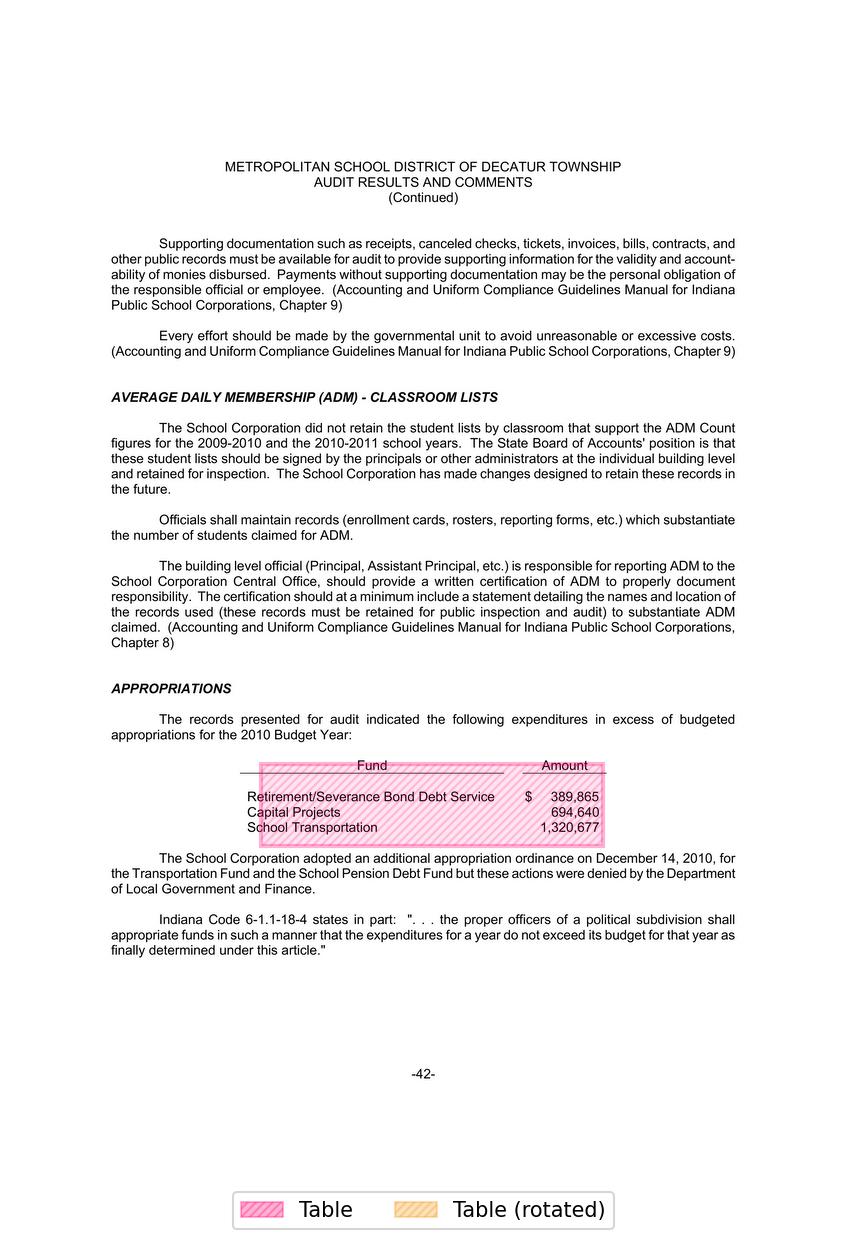 METROPOLITAN SCHOOL DISTRICT OF DECATUR TOWNSHIP
AUDIT RESULTS AND COMMENTS
(Continued)
Supporting documentation such as receipts, canceled checks, tickets, invoices, bills, contracts, and
other public records must be available for audit to provide supporting information for the validity and account-
ability of monies disbursed. Payments without supporting documentation may be the personal obligation of
the responsible official or employee. (Accounting and Uniform Compliance Guidelines Manual for Indiana
Public School Corporations, Chapter 9)
Every effort should be made by the governmental unit to avoid unreasonable or excessive costs.
(Accounting and Uniform Compliance Guidelines Manual for Indiana Public School Corporations, Chapter 9)
AVERAGE DAILY MEMBERSHIP (ADM) - CLASSROOM LISTS
The School Corporation did not retain the student lists by classroom that support the ADM Count
figures for the 2009-2010 and the 2010-2011 school years. The State Board of Accounts' position is that
these student lists should be signed by the principals or other administrators at the individual building level
and retained for inspection. The School Corporation has made changes designed to retain these records in
the future.
Officials shall maintain records (enrollment cards, rosters, reporting forms, etc.) which substantiate
the number of students claimed for ADM.
The building level official (Principal, Assistant Principal, etc.) is responsible for reporting ADM to the
School Corporation Central Office, should provide a written certification of ADM to properly document
responsibility. The certification should at a minimum include a statement detailing the names and location of
the records used (these records must be retained for public inspection and audit) to substantiate ADM
claimed. (Accounting and Uniform Compliance Guidelines Manual for Indiana Public School Corporations,
Chapter 8)
APPROPRIATIONS
The records presented for audit indicated the following expenditures in excess of budgeted
appropriations for the 2010 Budget Year:
Fund Amount
Retirement/Severance Bond Debt Service $ 389,865
Capital Projects 694,640
School Transportation 1,320,677
The School Corporation adopted an additional appropriation ordinance on December 14, 2010, for
the Transportation Fund and the School Pension Debt Fund but these actions were denied by the Department
of Local Government and Finance.
Indiana Code 6-1.1-18-4 states in part: ". . . the proper officers of a political subdivision shall
appropriate funds in such a manner that the expenditures for a year do not exceed its budget for that year as
finally determined under this article."
-42-
Table Table (rotated)